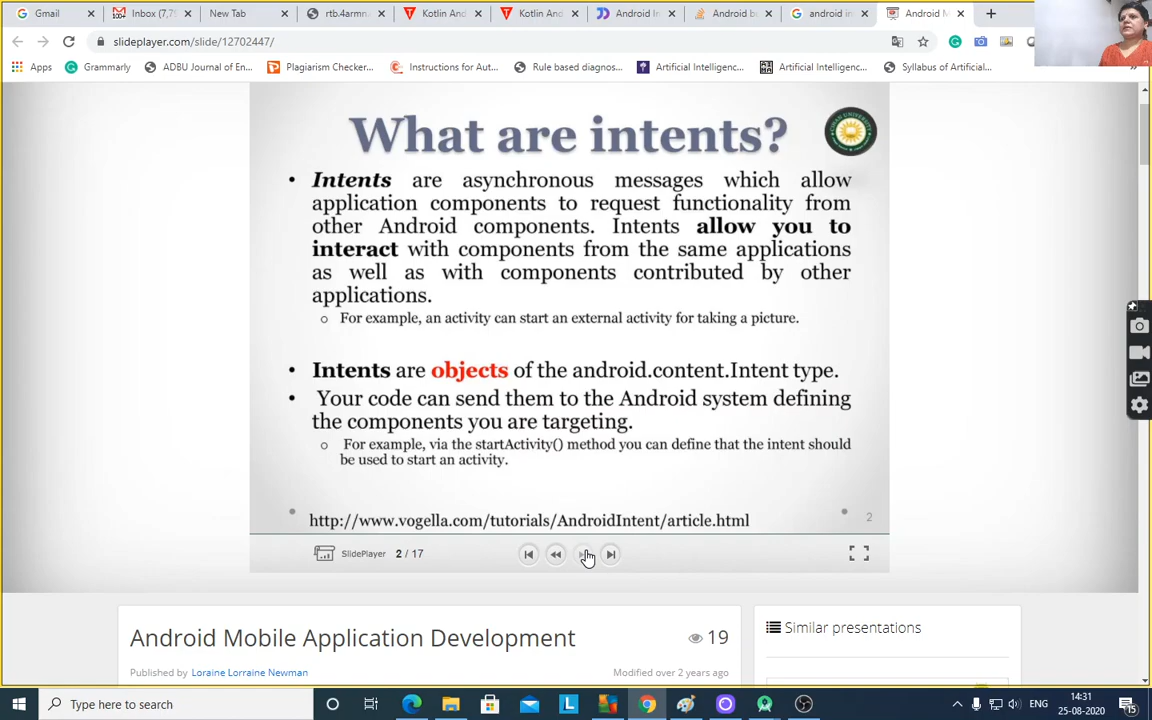 Gmail
Inbox (7,79
New Tab
rtb.4armn
Kotlin And
Kotlin And
Android In
Android b
android in
Android M
slideplayer.com/slide/12702447/
Apps
Grammarly
ADBU Journal of En...
Plagiarism Checker...
Instructions for Aut...
Rule based diagnos...
Artificial Intelligenc...
Artificial Intelligenc...
Syllabus of Artificial...
What are intents?
• Intents are asynchronous messages which allow
application components to request functionality from
other Android components. Intents allow you to
interact with components from the same applications
as well as with components contributed by other
applications.
o For example, an activity can start an external activity for taking a picture.
• Intents are objects of the android.content.Intent type.
• Your code can send them to the Android system defining
the components you are targeting.
o For example, via the startActivity() method you can define that the intent should
be used to start an activity.
• http://www.vogella.com/tutorials/AndroidIntent/article.html • 2
SlidePlayer 2 / 17
Android Mobile Application Development
19
Similar presentations
Published by Loraine Lorraine Newman
Modified over 2 years ago
Type here to search
ENG
14:31
25-08-2020
15